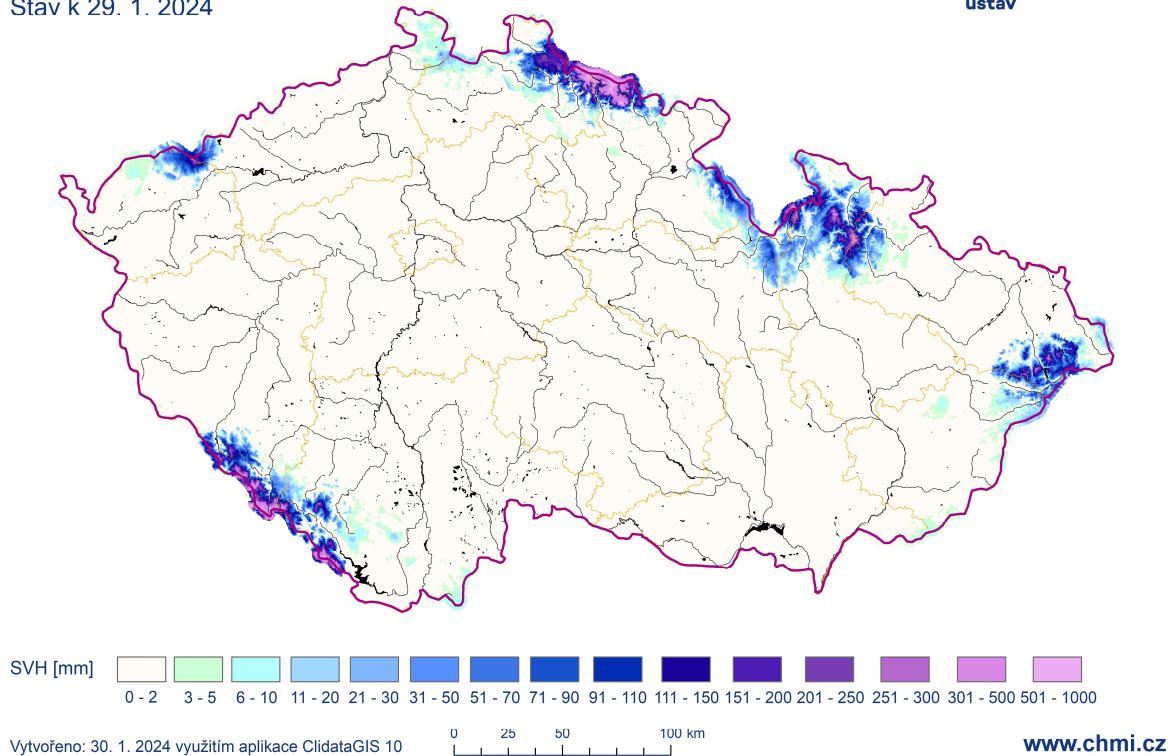 Stav k 29. 1. 2024
ústav
SVH [mm]
0 - 2 3 - 5 6 - 10 11 - 20 21 - 30 31 - 50 51 - 70 71 - 90 91 - 110 111 - 150 151 - 200 201 - 250 251 - 300 301 - 500 501 - 1000
0 25 50 100 km
Vytvořeno: 30. 1. 2024 využitím aplikace ClidataGIS 10
www.chmi.cz